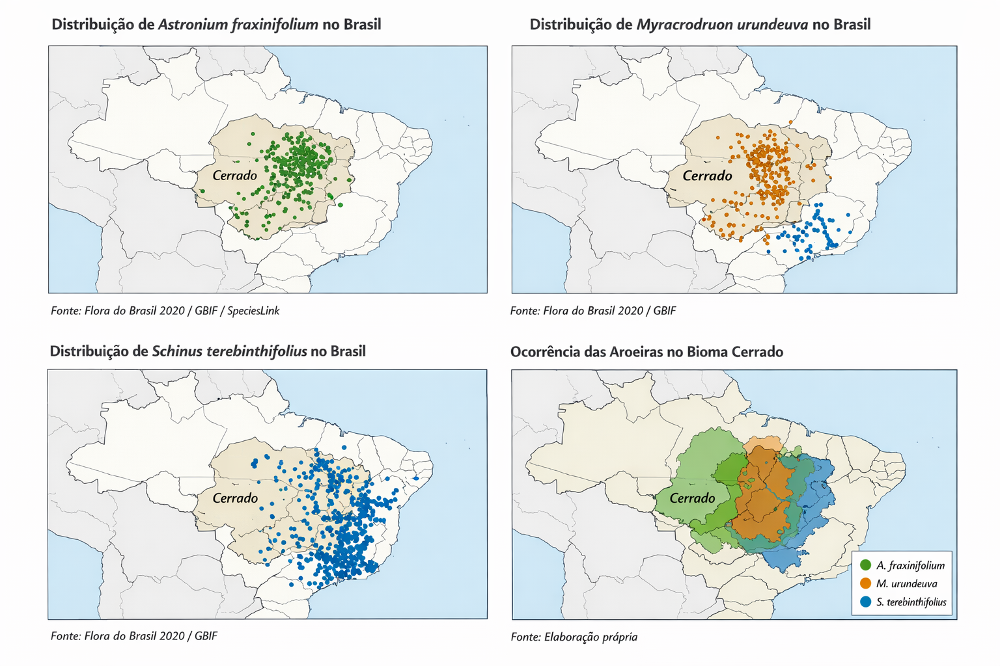 Distribuição de Astronium fraxinifolium no Brasil
Cerrado
Fonte: Flora do Brasil 2020 / GBIF / SpeciesLink
Distribuição de Myracrodruon urundeuva no Brasil
Cerrado
Fonte: Flora do Brasil 2020 / GBIF
Distribuição de Schinus terebinthifolius no Brasil
Cerrado
Fonte: Flora do Brasil 2020 / GBIF
Ocorrência das Aroeiras no Bioma Cerrado
Cerrado
A. fraxinifolium
M. urundeuva
S. terebinthifolius
Fonte: Elaboração prápría